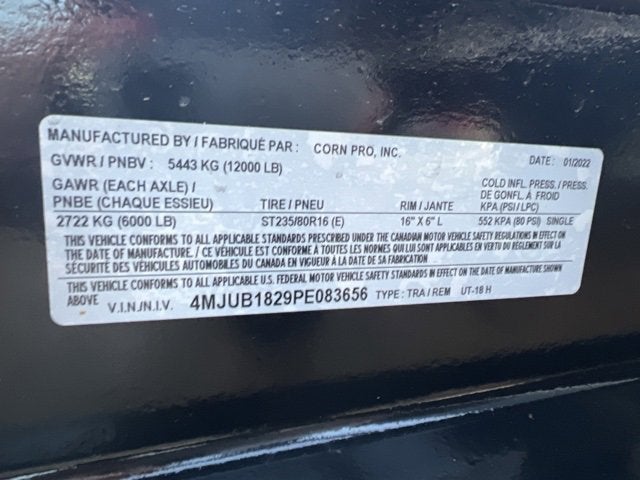 MANUFACTURED BY / FABRIQUÉ PAR : CORN PRO, INC. DATE : 01/2022
GVWR / PNBV : 5443 KG (12000 LB)
GAWR (EACH AXLE) / PNBE (CHAQUE ESSIEU) TIRE / PNEU RIM / JANTE COLD INFL. PRESS. / PRESS. DE GONFL. À FROID KPA (PSI / LPC)
2722 KG (6000 LB) ST235/80R16 (E) 16" X 6" L 552 KPA (80 PSI) SINGLE
THIS VEHICLE CONFORMS TO ALL APPLICABLE STANDARDS PRESCRIBED UNDER THE CANADIAN MOTOR VEHICLE SAFETY REGULATIONS IN EFFECT ON
THE DATE OF MANUFACTURE / CE VEHICULE EST CONFORME À TOUTES LES NORMES QUI LUI SONT APPLICABLES EN VERTU DU RÈGLEMENT SUR LA
SÉCURITÉ DES VÉHICULES AUTOMOBILES DU CANADA EN VIGUEUR À LA DATE DE SA FABRICATION
THIS VEHICLE CONFORMS TO ALL APPLICABLE U.S. FEDERAL MOTOR VEHICLE SAFETY STANDARDS IN EFFECT ON THE DATE OF MANUFACTURE SHOWN
ABOVE V.I.N./N.I.V. 4MJUB1829PE083656 TYPE : TRA / REM UT-18 H